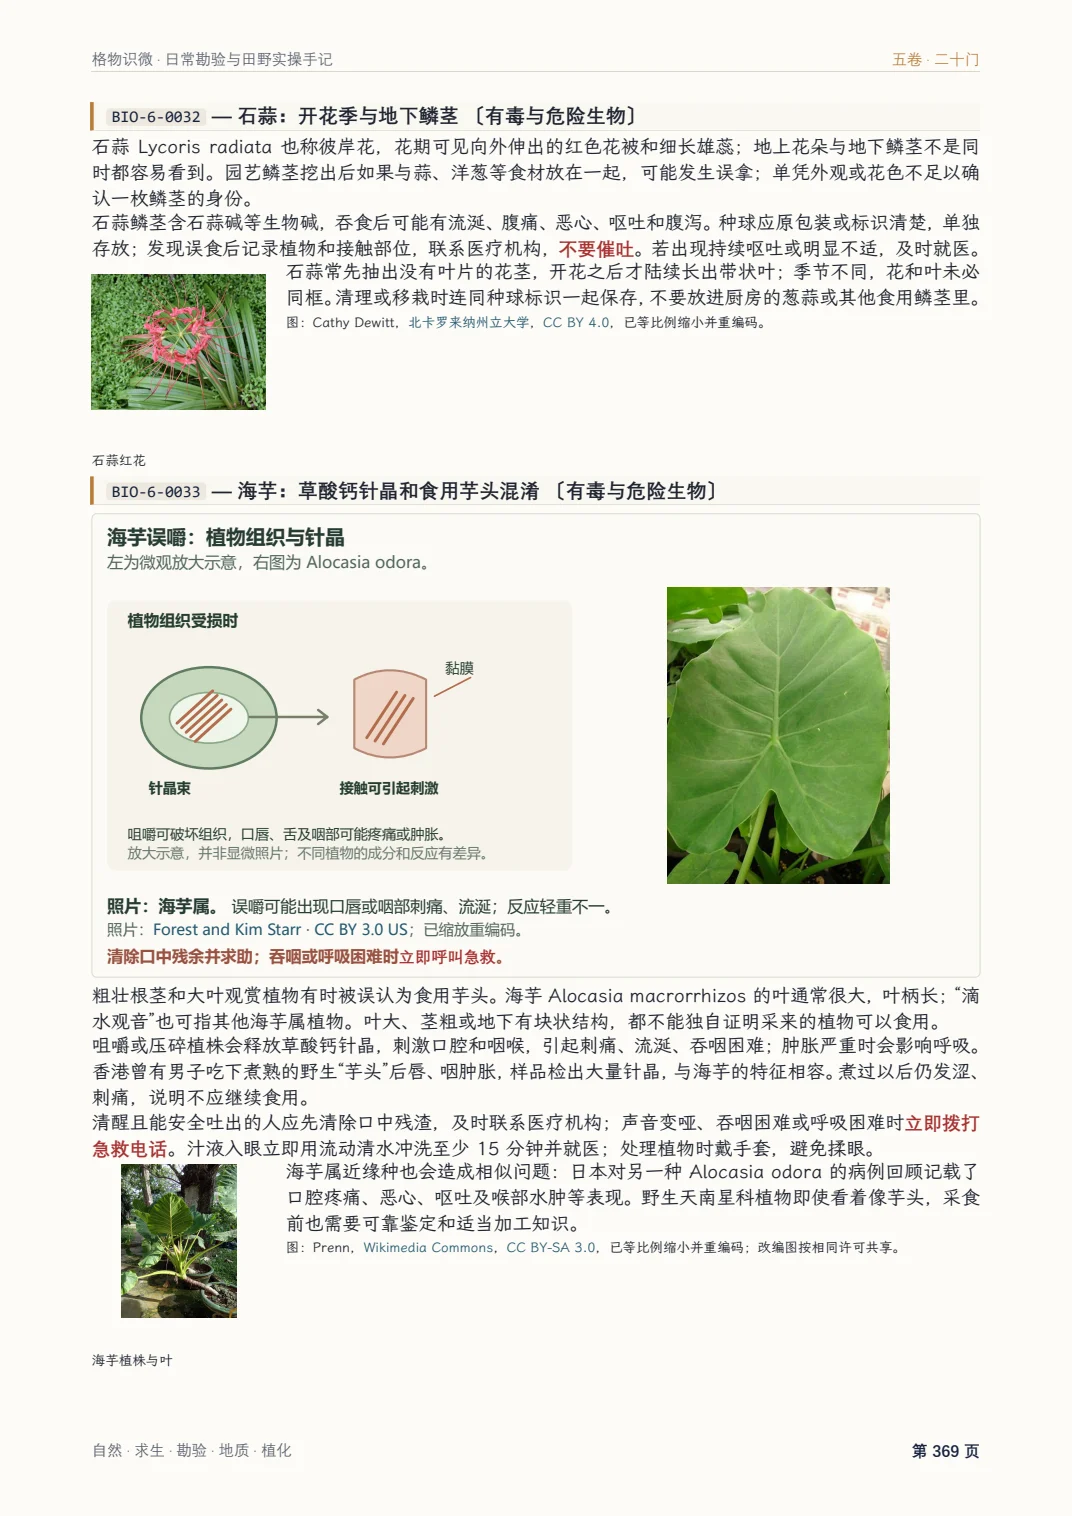 格物识微 · 日常勘验与田野实操手记
五卷 · 二十门
BIO-6-0032 — 石蒜：开花季与地下鳞茎 〔有毒与危险生物〕
石蒜 Lycoris radiata 也称彼岸花，花期可见向外伸出的红色花被和细长雄蕊；地上花朵与地下鳞茎不是同
时都容易看到。园艺鳞茎挖出后如果与蒜、洋葱等食材放在一起，可能发生误拿；单凭外观或花色不足以确
认一枚鳞茎的身份。
石蒜鳞茎含石蒜碱等生物碱，吞食后可能有流涎、腹痛、恶心、呕吐和腹泻。种球应原包装或标识清楚，单独
存放；发现误食后记录植物和接触部位，联系医疗机构，不要催吐。若出现持续呕吐或明显不适，及时就医。
石蒜常先抽出没有叶片的花茎，开花之后才陆续长出带状叶；季节不同，花和叶未必
同框。清理或移栽时连同种球标识一起保存，不要放进厨房的葱蒜或其他食用鳞茎里。
图：Cathy Dewitt，北卡罗来纳州立大学，CC BY 4.0，已等比例缩小并重编码。
石蒜红花
BIO-6-0033 — 海芋：草酸钙针晶和食用芋头混淆 〔有毒与危险生物〕
海芋误嚼：植物组织与针晶
左为微观放大示意，右图为 Alocasia odora。
植物组织受损时
黏膜
针晶束
接触可引起刺激
咀嚼可破坏组织，口唇、舌及咽部可能疼痛或肿胀。
放大示意，并非显微照片；不同植物的成分和反应有差异。
照片：海芋属。 误嚼可能出现口唇或咽部刺痛、流涎；反应轻重不一。
照片：Forest and Kim Starr · CC BY 3.0 US；已缩放重编码。
清除口中残余并求助；吞咽或呼吸困难时立即呼叫急救。
粗壮根茎和大叶观赏植物有时被误认为食用芋头。海芋 Alocasia macrorrhizos 的叶通常很大，叶柄长；“滴
水观音”也可指其他海芋属植物。叶大、茎粗或地下有块状结构，都不能独自证明采来的植物可以食用。
咀嚼或压碎植株会释放草酸钙针晶，刺激口腔和咽喉，引起刺痛、流涎、吞咽困难；肿胀严重时会影响呼吸。
香港曾有男子吃下煮熟的野生“芋头”后唇、咽肿胀，样品检出大量针晶，与海芋的特征相容。煮过以后仍发涩、
刺痛，说明不应继续食用。
清醒且能安全吐出的人应先清除口中残渣，及时联系医疗机构；声音变哑、吞咽困难或呼吸困难时立即拨打
急救电话。汁液入眼立即用流动清水冲洗至少 15 分钟并就医；处理植物时戴手套，避免揉眼。
海芋属近缘种也会造成相似问题：日本对另一种 Alocasia odora 的病例回顾记载了
口腔疼痛、恶心、呕吐及喉部水肿等表现。野生天南星科植物即使看着像芋头，采食
前也需要可靠鉴定和适当加工知识。
图：Prenn，Wikimedia Commons，CC BY-SA 3.0，已等比例缩小并重编码；改编图按相同许可共享。
海芋植株与叶
自然 · 求生 · 勘验 · 地质 · 植化
第 369 页